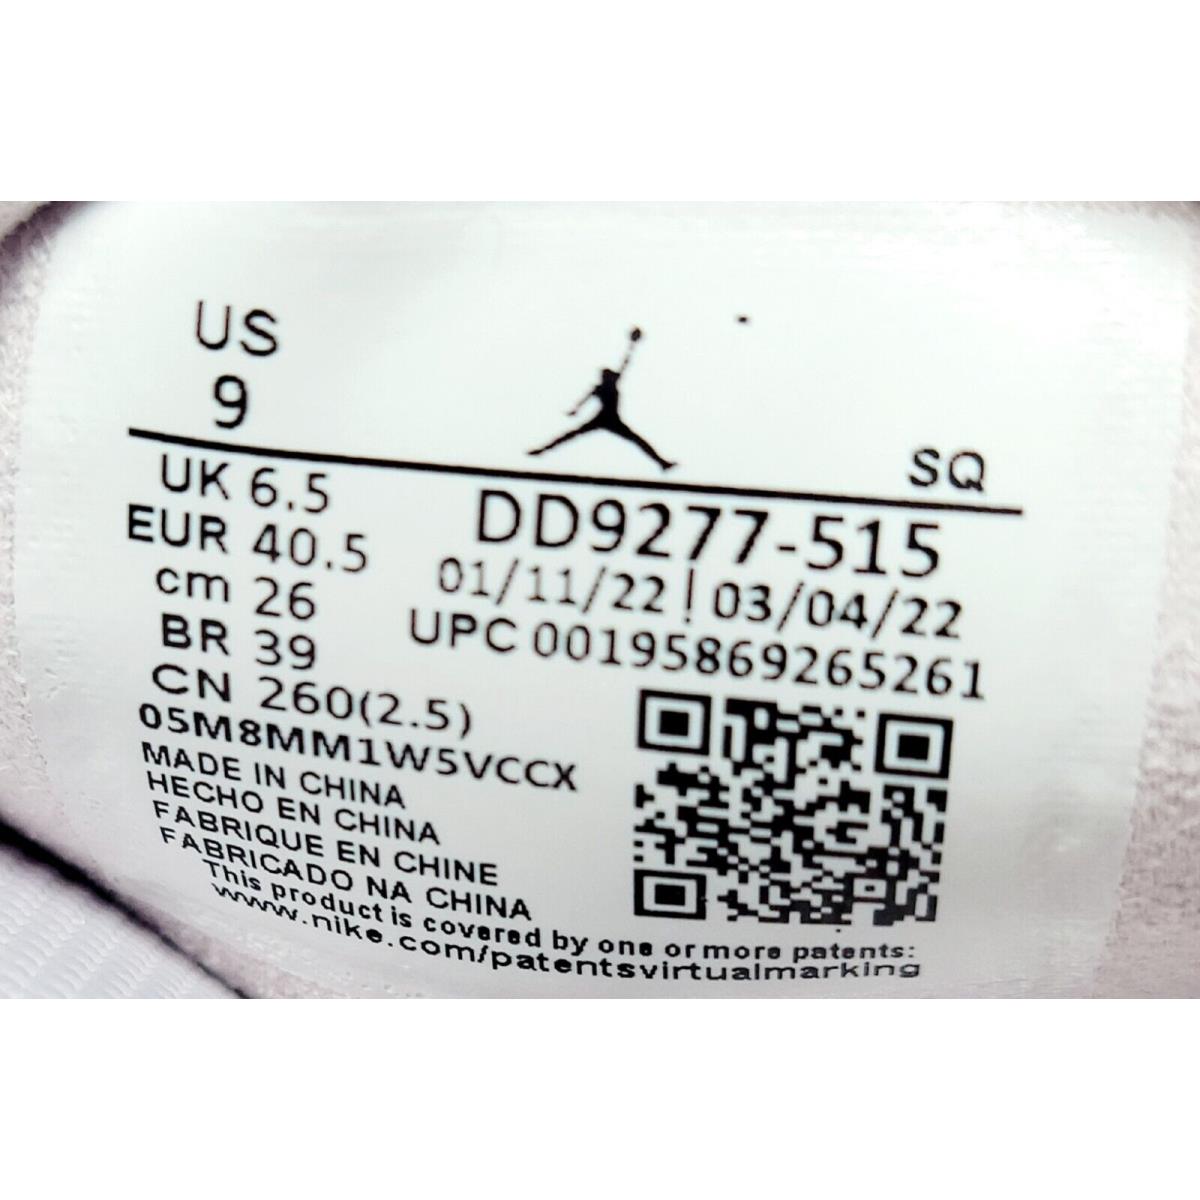 US
9
SQ
UK 6.5
EUR 40.5
cm 26
BR 39
CN 260(2.5)
DD9277-515
01/11/22 | 03/04/22
UPC 00195869265261
05M8MM1W5VCCX
MADE IN CHINA
HECHO EN CHINA
FABRIQUE EN CHINE
FABRICADO NA CHINA
This product is covered by one or more patents:
www.nike.com/patentsvirtualmarking